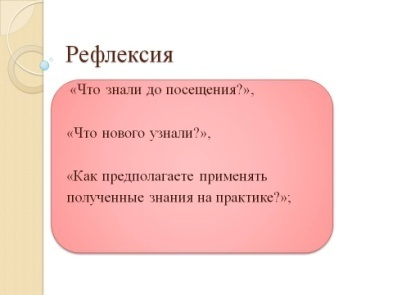 Рефлексия
«Что знали до посещения?»,
«Что нового узнали?»,
«Как предполагаете применять
полученные знания на практике?»;